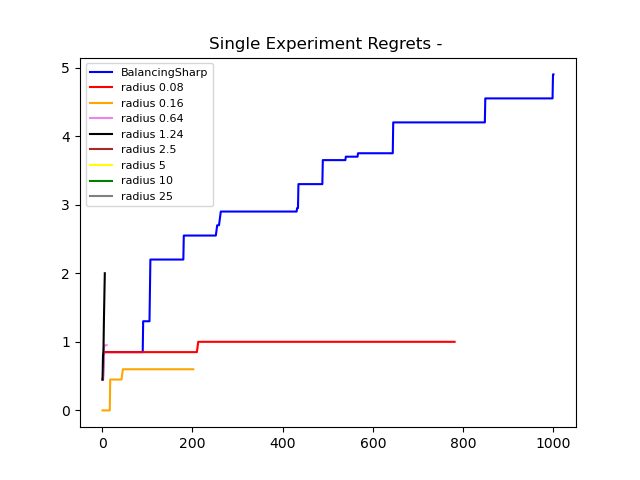 Single Experiment Regrets -
BalancingSharp
radius 0.08
radius 0.16
radius 0.64
radius 1.24
radius 2.5
radius 5
radius 10
radius 25
5
4
3
2
1
0
0 200 400 600 800 1000